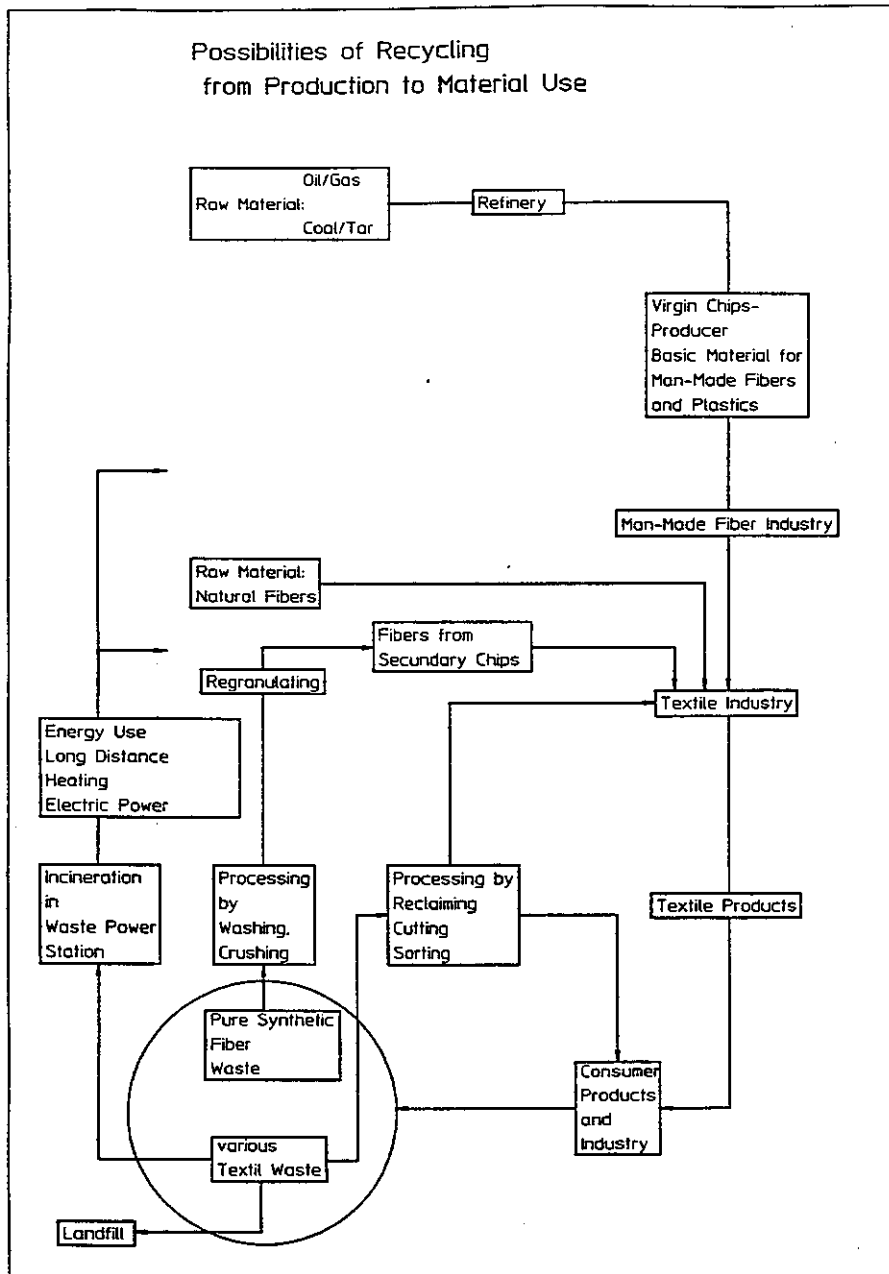 Possibilities of Recycling
from Production to Material Use
Oil/Gas
Raw Material:
Coal/Tar
Refinery
Virgin Chips-
Producer
Basic Material for
Man-Made Fibers
and Plastics
Man-Made Fiber Industry
Raw Material:
Natural Fibers
Fibers from
Secundary Chips
Regranulating
Textile Industry
Energy Use
Long Distance
Heating
Electric Power
Incineration
in
Waste Power
Station
Processing
by
Washing,
Crushing
Processing by
Reclaiming
Cutting
Sorting
Textile Products
Pure Synthetic
Fiber
Waste
Consumer
Products
and
Industry
various
Textil Waste
Landfill